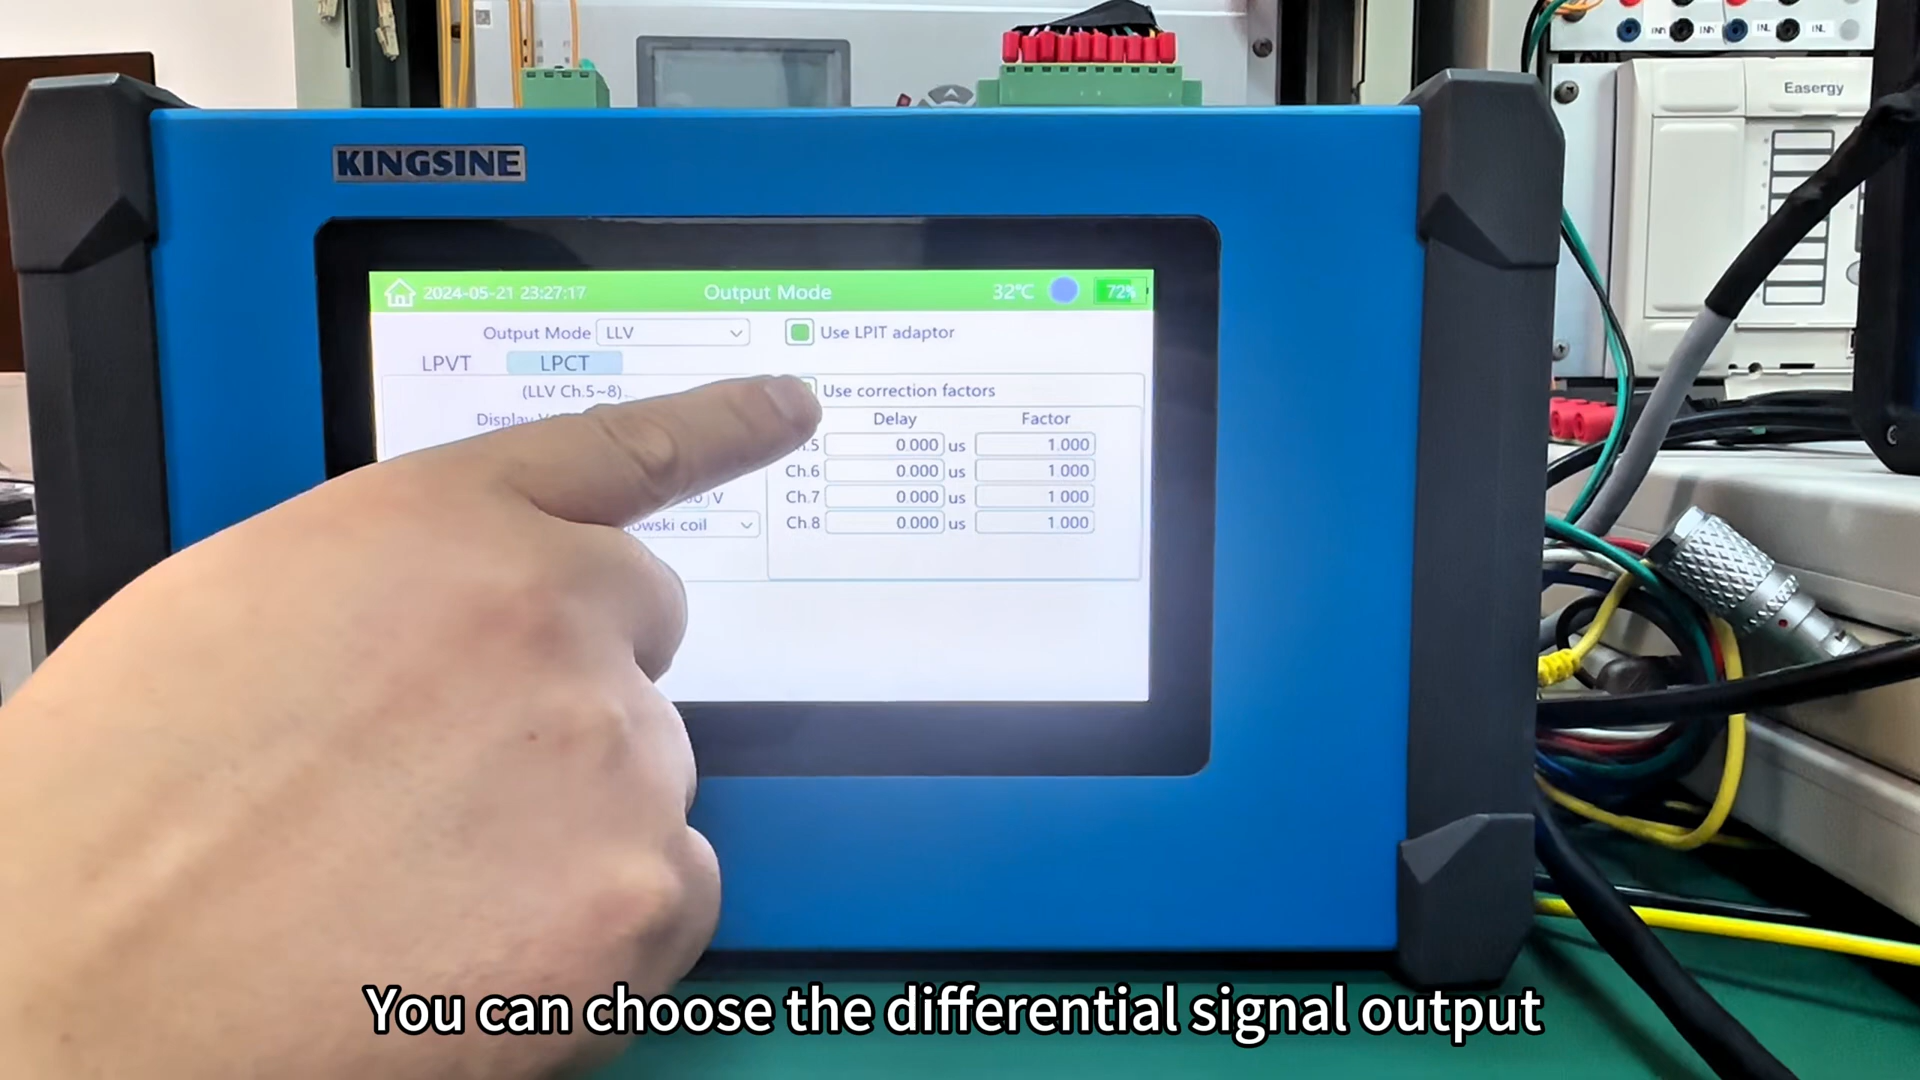 Easergy
KINGSINE
2024-05-21 23:27:17
Output Mode
32℃
72%
Output Mode LLV
Use LPIT adaptor
LPVT LPCT
(LLV Ch.5~8)
Use correction factors
Display
Delay Factor
0.000 us 1.000
Ch.6 0.000 us 1.000
V
Ch.7 0.000 us 1.000
coil
Ch.8 0.000 us 1.000
You can choose the differential signal output